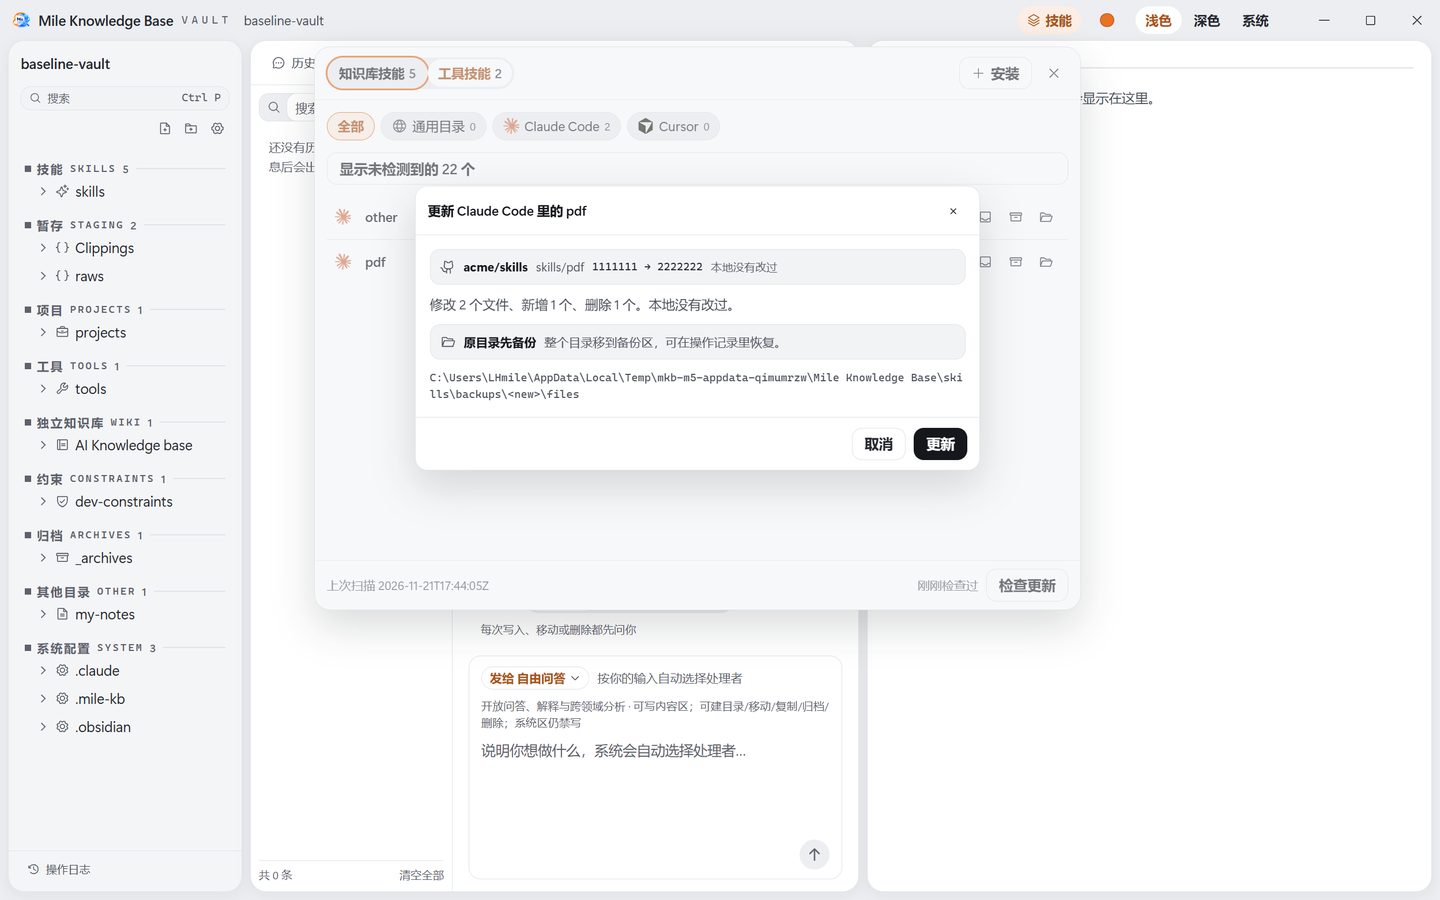 Mile Knowledge Base VAULT baseline-vault
技能
浅色 深色 系统
baseline-vault
搜索 Ctrl P
技能 SKILLS 5
skills
暂存 STAGING 2
Clippings
raws
项目 PROJECTS 1
projects
工具 TOOLS 1
tools
独立知识库 WIKI 1
AI Knowledge base
约束 CONSTRAINTS 1
dev-constraints
归档 ARCHIVES 1
_archives
其他目录 OTHER 1
my-notes
系统配置 SYSTEM 3
.claude
.mile-kb
.obsidian
操作日志
历史
搜索
还没有历
息后会出
共 0 条 清空全部
知识库技能 5 工具技能 2
安装
全部 通用目录 0 Claude Code 2 Cursor 0
显示未检测到的 22 个
other
pdf
更新 Claude Code 里的 pdf
acme/skills skills/pdf 1111111 → 2222222 本地没有改过
修改 2 个文件、新增 1 个、删除 1 个。本地没有改过。
原目录先备份 整个目录移到备份区，可在操作记录里恢复。
C:\Users\LHmile\AppData\Local\Temp\mkb-m5-appdata-qimumrzw\Mile Knowledge Base\ski
lls\backups\<new>\files
取消 更新
上次扫描 2026-11-21T17:44:05Z 刚刚检查过 检查更新
每次写入、移动或删除都先问你
发给 自由问答 按你的输入自动选择处理者
开放问答、解释与跨领域分析 · 可写内容区；可建目录/移动/复制/归档/
删除；系统区仍禁写
说明你想做什么，系统会自动选择处理者...
显示在这里。